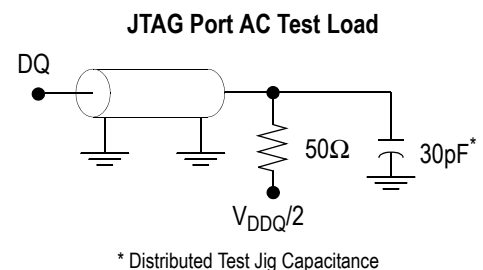 JTAG Port AC Test Load
DQ
50Ω
30pF*
VDDQ/2
* Distributed Test Jig Capacitance